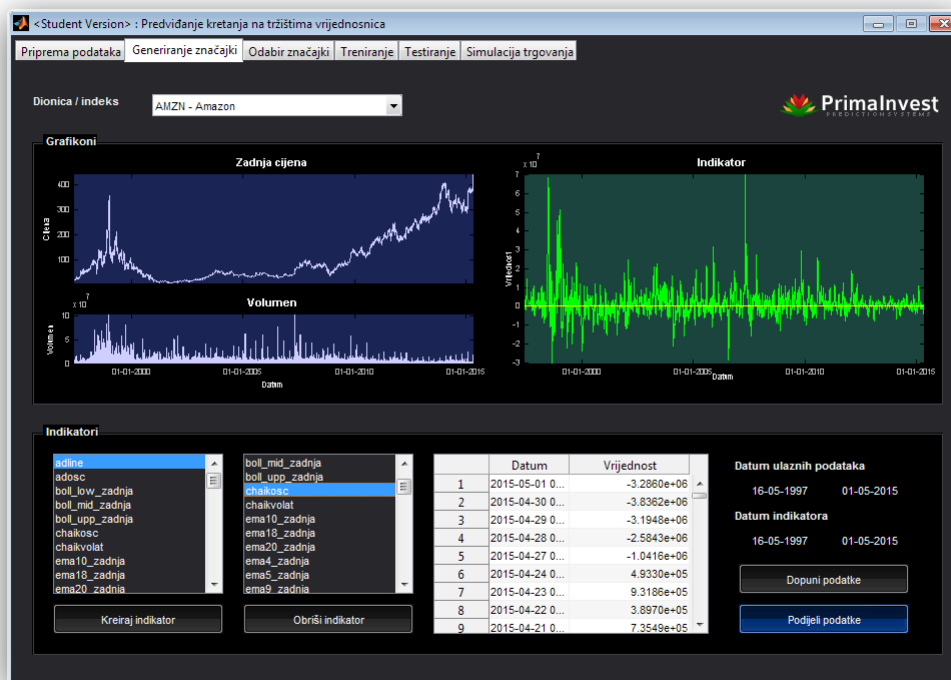 <Student Version> : Predviđanje kretanja na tržištima vrijednosnica
Priprema podataka Generiranje značajki Odabir značajki Treniranje Testiranje Simulacija trgovanja
Dionica / indeks AMZN - Amazon
PrimaInvest
PREDICTION SYSTEMS
Grafikoni
Zadnja cijena
400
300
200
100
Cijena
x 10^7
Volumen
10
5
0
Volumen
01-01-2000 01-01-2005 01-01-2010 01-01-2015
Datum
x 10^7
Indikator
7
6
5
4
3
2
1
0
-1
-2
-3
Vrijednost
01-01-2000 01-01-2005 01-01-2010 01-01-2015
Datum
Indikatori
adline
adosc
boll_low_zadnja
boll_mid_zadnja
boll_upp_zadnja
chaikosc
chaikvolat
ema10_zadnja
ema18_zadnja
ema20_zadnja
Kreiraj indikator
boll_mid_zadnja
boll_upp_zadnja
chaikosc
chaikvolat
ema10_zadnja
ema18_zadnja
ema20_zadnja
ema4_zadnja
ema5_zadnja
ema9_zadnja
Obriši indikator
Datum Vrijednost
1 2015-05-01 0... -3.2860e+06
2 2015-04-30 0... -3.8362e+06
3 2015-04-29 0... -3.1948e+06
4 2015-04-28 0... -2.5843e+06
5 2015-04-27 0... -1.0416e+06
6 2015-04-24 0... 4.9330e+05
7 2015-04-23 0... 9.3186e+05
8 2015-04-22 0... 3.8970e+05
9 2015-04-21 0... 7.3549e+05
Datum ulaznih podataka
16-05-1997 01-05-2015
Datum indikatora
16-05-1997 01-05-2015
Dopuni podatke
Podijeli podatke